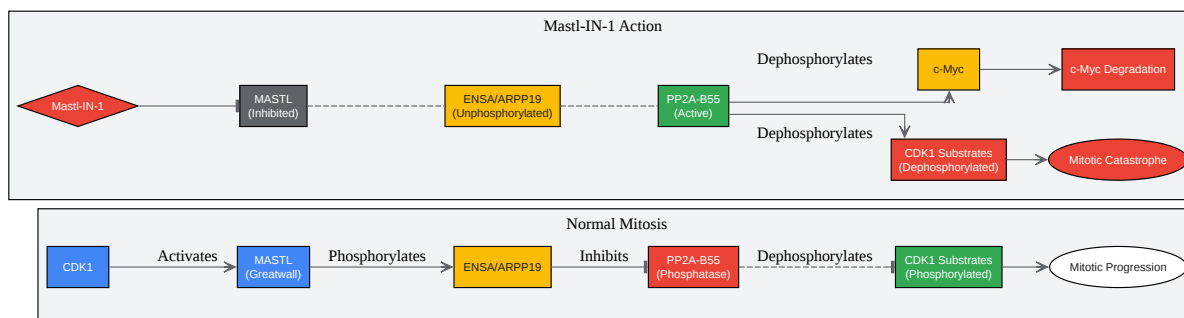 Mastl-IN-1 Action
Mastl-IN-1
MASTL
(Inhibited)
ENSA/ARPP19
(Unphosphorylated)
PP2A-B55
(Active)
Dephosphorylates
c-Myc
c-Myc Degradation
Dephosphorylates
CDK1 Substrates
(Dephosphorylated)
Mitotic Catastrophe
Normal Mitosis
CDK1
Activates
MASTL
(Greatwall)
Phosphorylates
ENSA/ARPP19
Inhibits
PP2A-B55
(Phosphatase)
Dephosphorylates
CDK1 Substrates
(Phosphorylated)
Mitotic Progression